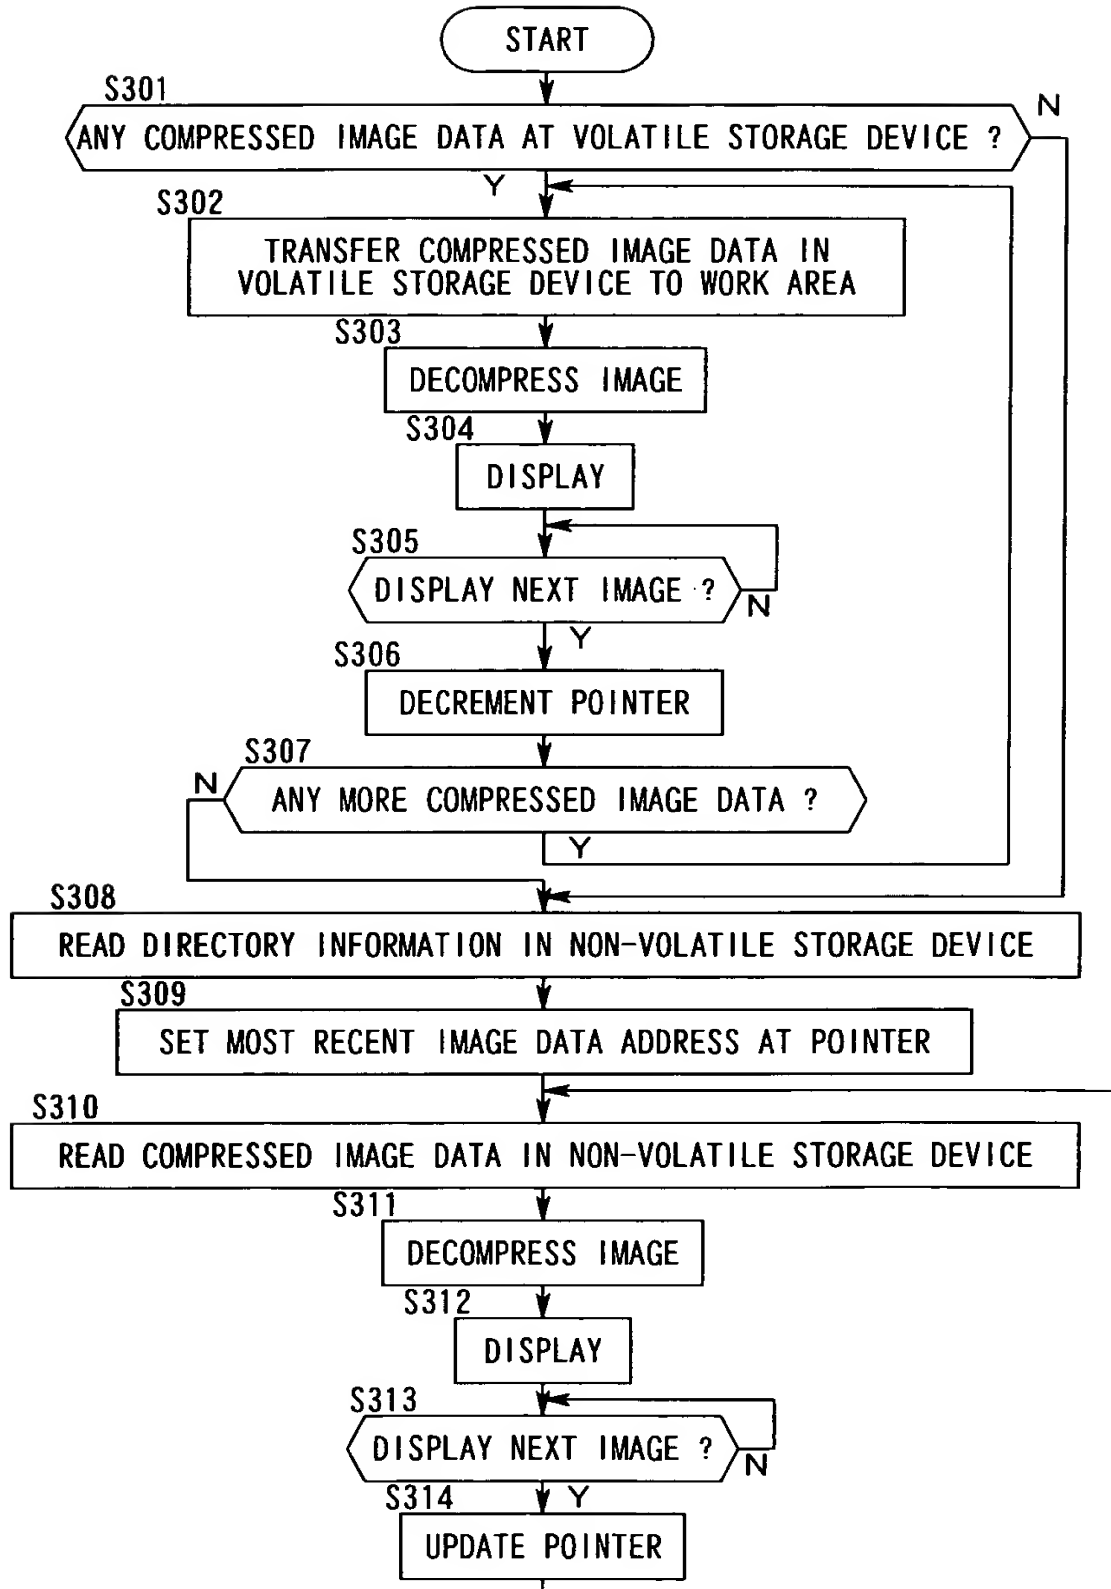 START
S301
N
ANY COMPRESSED IMAGE DATA AT VOLATILE STORAGE DEVICE ?
Y
S302
TRANSFER COMPRESSED IMAGE DATA IN
VOLATILE STORAGE DEVICE TO WORK AREA
S303
DECOMPRESS IMAGE
S304
DISPLAY
S305
DISPLAY NEXT IMAGE ?
N
Y
S306
DECREMENT POINTER
S307
N
ANY MORE COMPRESSED IMAGE DATA ?
Y
S308
READ DIRECTORY INFORMATION IN NON-VOLATILE STORAGE DEVICE
S309
SET MOST RECENT IMAGE DATA ADDRESS AT POINTER
S310
READ COMPRESSED IMAGE DATA IN NON-VOLATILE STORAGE DEVICE
S311
DECOMPRESS IMAGE
S312
DISPLAY
S313
DISPLAY NEXT IMAGE ?
N
S314
Y
UPDATE POINTER